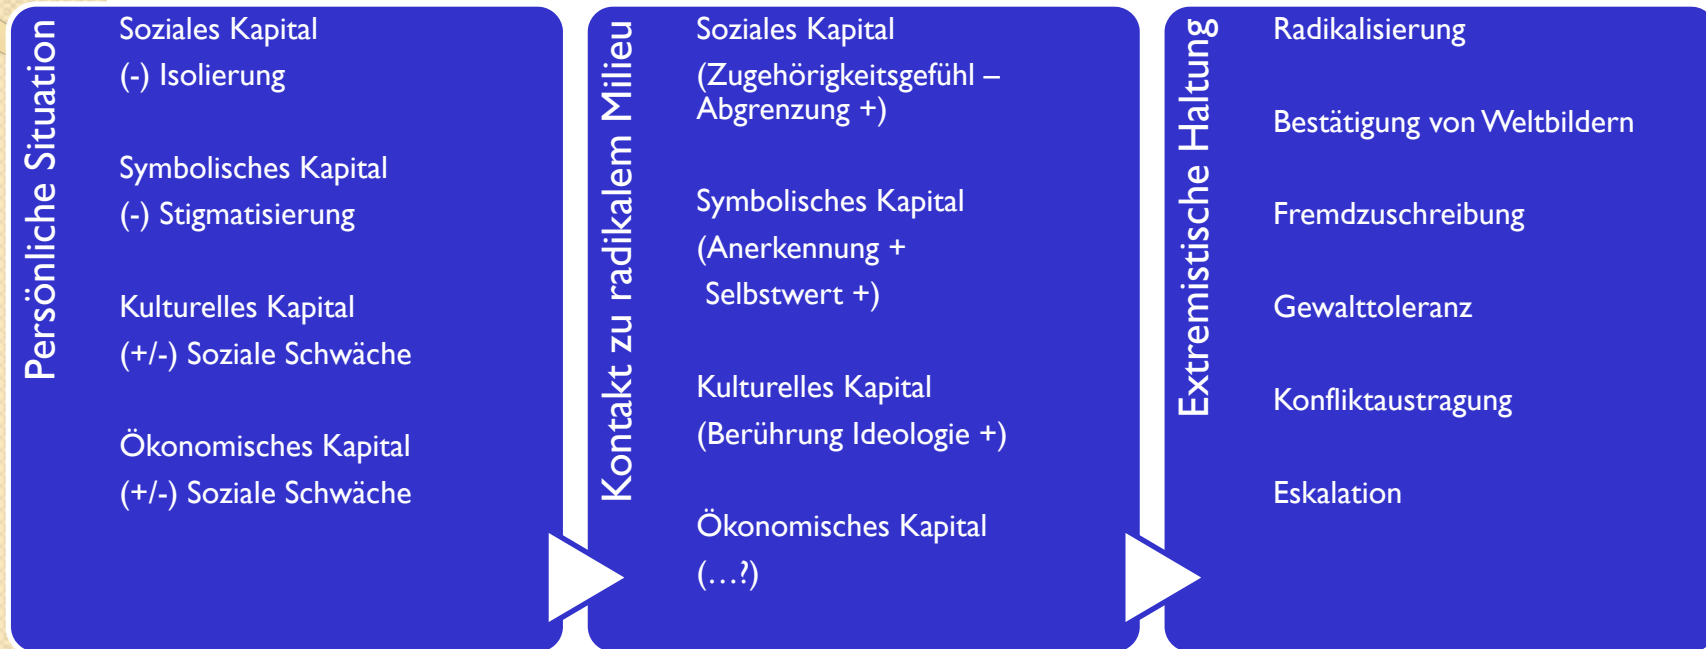 Persönliche Situation
Soziales Kapital
(-) Isolierung
Symbolisches Kapital
(-) Stigmatisierung
Kulturelles Kapital
(+/-) Soziale Schwäche
Ökonomisches Kapital
(+/-) Soziale Schwäche
Kontakt zu radikalem Milieu
Soziales Kapital
(Zugehörigkeitsgefühl –
Abgrenzung +)
Symbolisches Kapital
(Anerkennung +
Selbstwert +)
Kulturelles Kapital
(Berührung Ideologie +)
Ökonomisches Kapital
(…?)
Extremistische Haltung
Radikalisierung
Bestätigung von Weltbildern
Fremdzuschreibung
Gewalttoleranz
Konfliktaustragung
Eskalation